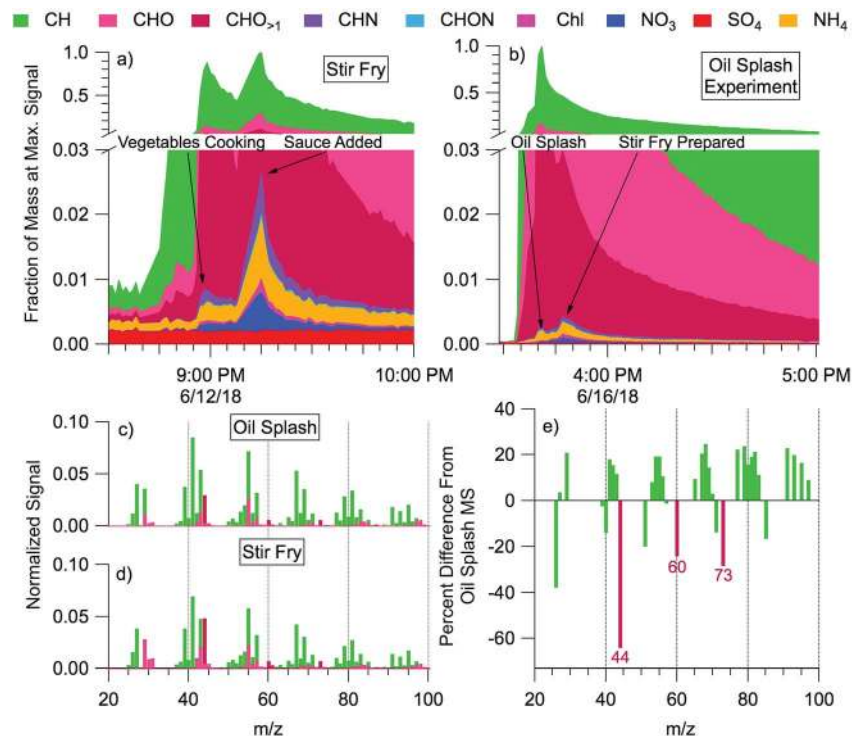 CH CHO CHO>1 CHN CHON Chl NO3 SO4 NH4
a) Stir Fry
b) Oil Splash
Experiment
1.0
0.5
1.0
0.5
Vegetables Cooking Sauce Added
Oil Splash Stir Fry Prepared
Fraction of Mass at Max. Signal
0.03
0.02
0.01
0.00
0.03
0.02
0.01
0.00
9:00 PM 10:00 PM
6/12/18
4:00 PM 5:00 PM
6/16/18
c) Oil Splash
0.10
0.05
0.00
d) Stir Fry
0.10
0.05
0.00
Normalized Signal
20 40 60 80 100
m/z
e)
Percent Difference From
Oil Splash MS
40
20
0
-20
-40
-60
44
60
73
20 40 60 80 100
m/z